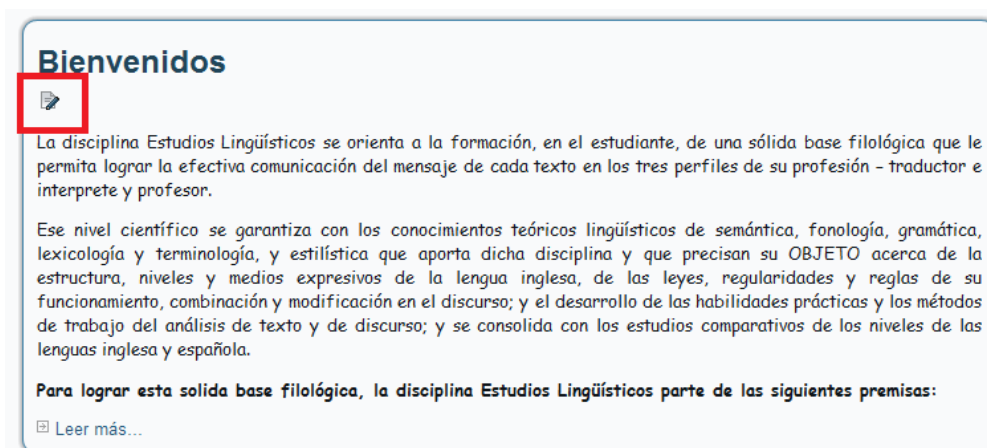 Bienvenidos
La disciplina Estudios Lingüísticos se orienta a la formación, en el estudiante, de una sólida base filológica que le
permita lograr la efectiva comunicación del mensaje de cada texto en los tres perfiles de su profesión – traductor e
interprete y profesor.
Ese nivel científico se garantiza con los conocimientos teóricos lingüísticos de semántica, fonología, gramática,
lexicología y terminología, y estilística que aporta dicha disciplina y que precisan su OBJETO acerca de la
estructura, niveles y medios expresivos de la lengua inglesa, de las leyes, regularidades y reglas de su
funcionamiento, combinación y modificación en el discurso; y el desarrollo de las habilidades prácticas y los métodos
de trabajo del análisis de texto y de discurso; y se consolida con los estudios comparativos de los niveles de las
lenguas inglesa y española.
Para lograr esta solida base filológica, la disciplina Estudios Lingüísticos parte de las siguientes premisas:
Leer más...